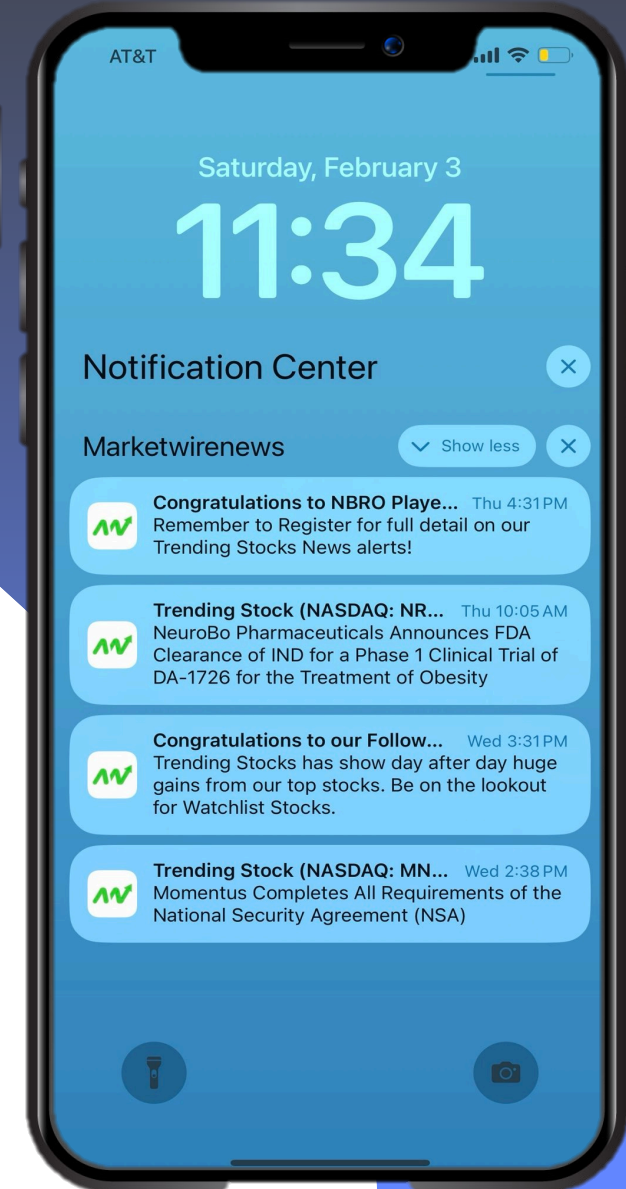 AT&T
Saturday, February 3
11:34
Notification Center
Marketwirenews
Show less
Congratulations to NBRO Playe... Thu 4:31 PM
Remember to Register for full detail on our
Trending Stocks News alerts!
Trending Stock (NASDAQ: NR... Thu 10:05 AM
NeuroBo Pharmaceuticals Announces FDA
Clearance of IND for a Phase 1 Clinical Trial of
DA-1726 for the Treatment of Obesity
Congratulations to our Follow... Wed 3:31 PM
Trending Stocks has show day after day huge
gains from our top stocks. Be on the lookout
for Watchlist Stocks.
Trending Stock (NASDAQ: MN... Wed 2:38 PM
Momentus Completes All Requirements of the
National Security Agreement (NSA)